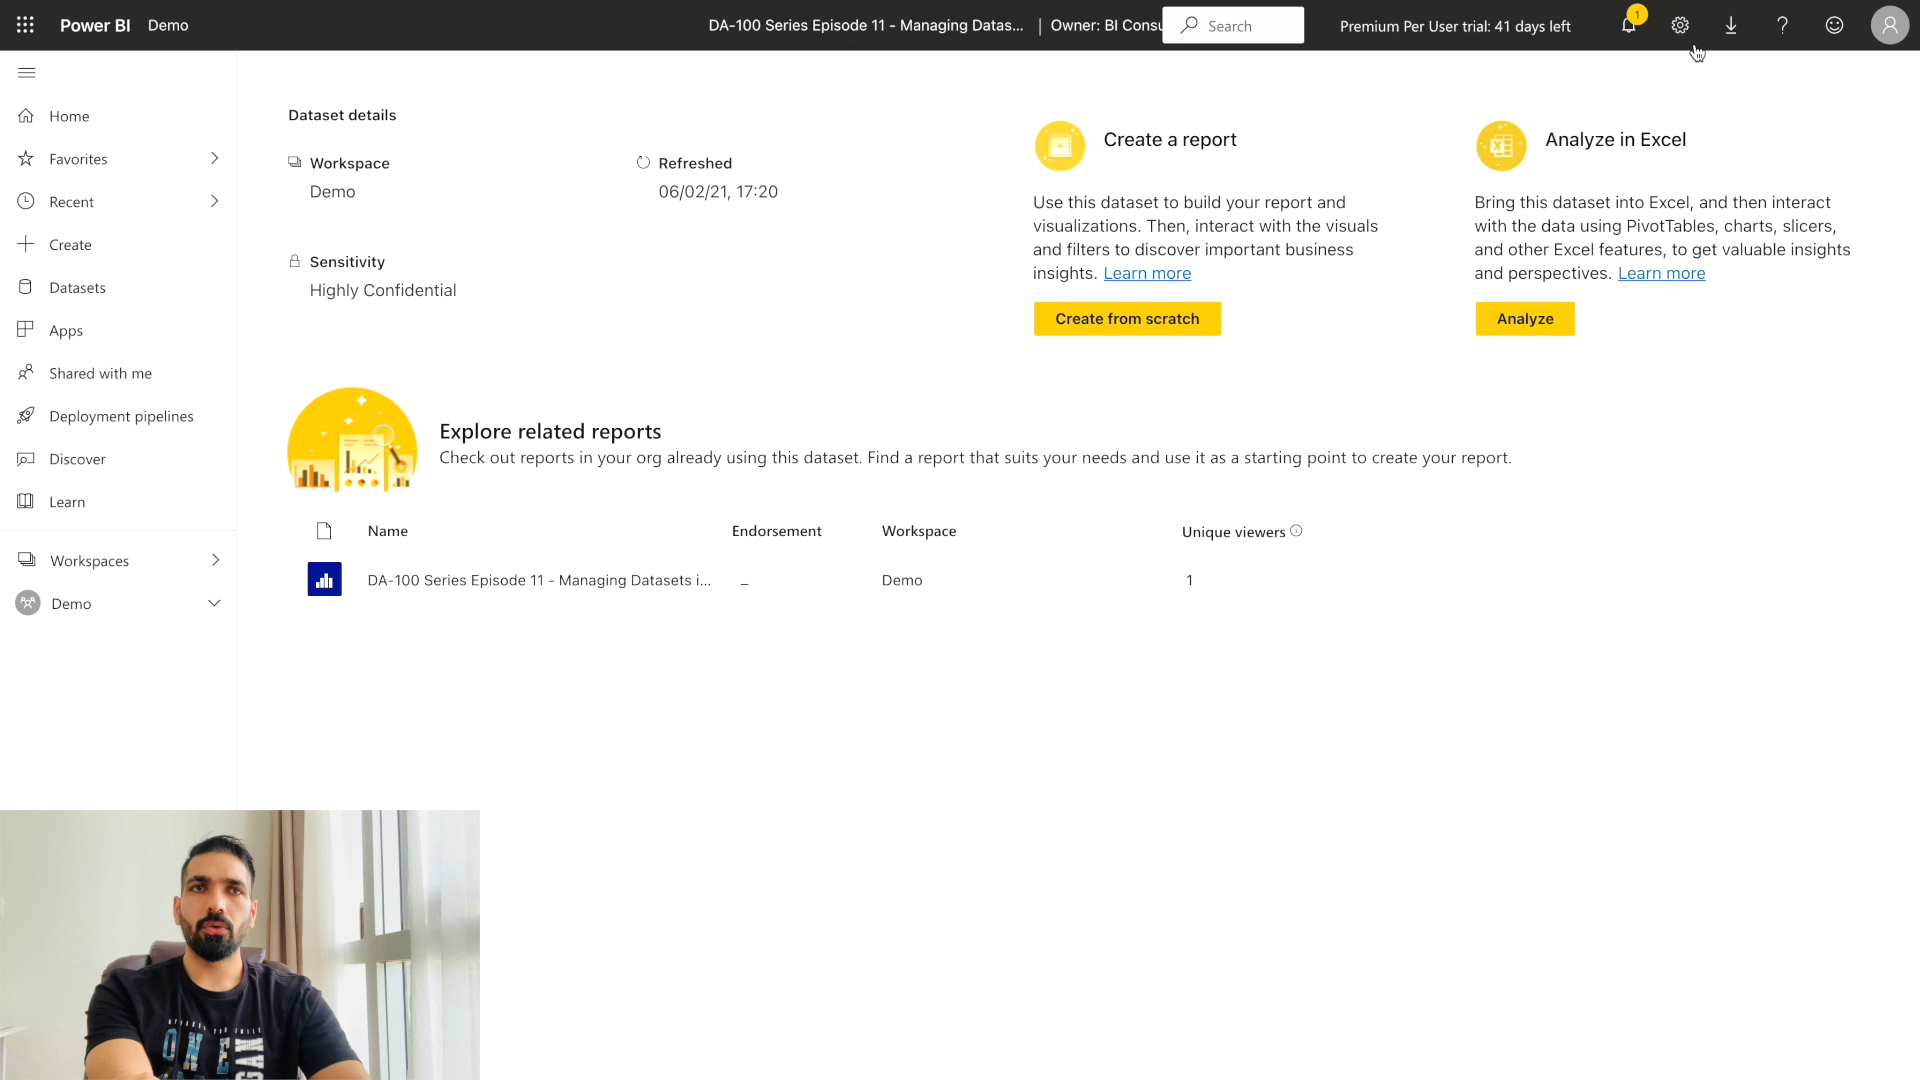 Power BI Demo
DA-100 Series Episode 11 - Managing Datas... | Owner: BI Consu
Search
Premium Per User trial: 41 days left
1
Home
Favorites
Recent
Create
Datasets
Apps
Shared with me
Deployment pipelines
Discover
Learn
Workspaces
Demo
Dataset details
Workspace
Demo
Refreshed
06/02/21, 17:20
Sensitivity
Highly Confidential
Create a report
Use this dataset to build your report and
visualizations. Then, interact with the visuals
and filters to discover important business
insights. Learn more
Create from scratch
Analyze in Excel
Bring this dataset into Excel, and then interact
with the data using PivotTables, charts, slicers,
and other Excel features, to get valuable insights
and perspectives. Learn more
Analyze
Explore related reports
Check out reports in your org already using this dataset. Find a report that suits your needs and use it as a starting point to create your report.
Name Endorsement Workspace Unique viewers
DA-100 Series Episode 11 - Managing Datasets i... – Demo 1